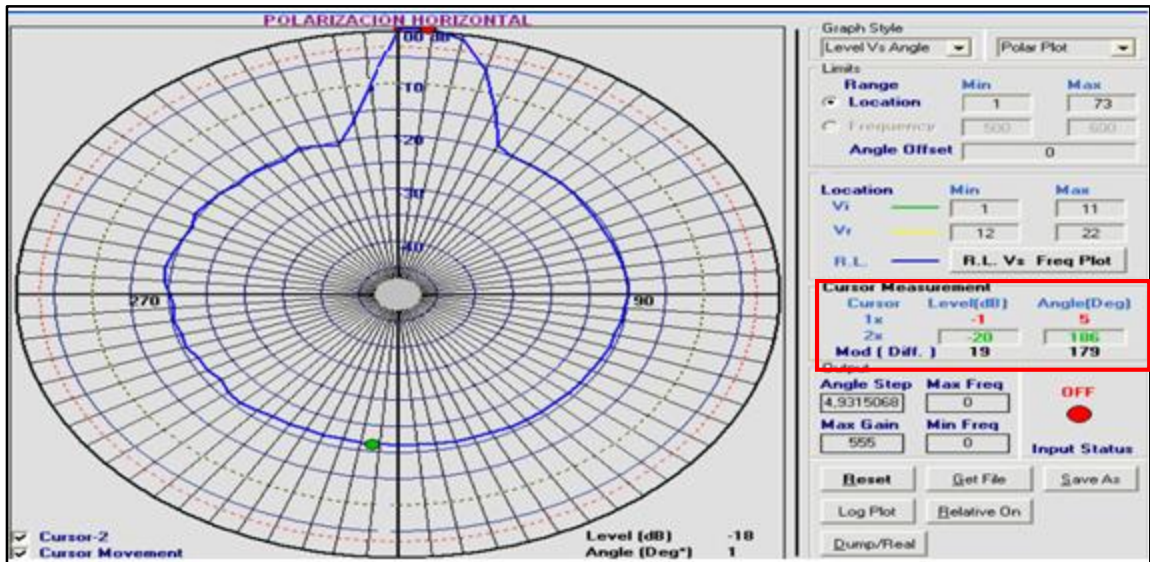 POLARIZACIÓN HORIZONTAL
00 dB
-10
-20
-30
-40
270
90
Cursor-2
Cursor Movement
Level (dB) -18
Angle (Deg°) 1
Graph Style
Level Vs Angle Polar Plot
Limits
Range Min Max
Location 1 73
Frequency 500 600
Angle Offset 0
Location Min Max
Vi 1 11
Vr 12 22
R.L. R.L. Vs Freq Plot
Cursor Measurement
Cursor Level(dB) Angle(Deg)
1x -1 5
2x -20 186
Mod ( Diff. ) 19 179
Output
Angle Step Max Freq
4,9315068 0
OFF
Max Gain Min Freq
555 0
Input Status
Reset Get File Save As
Log Plot Relative On
Dump/Real